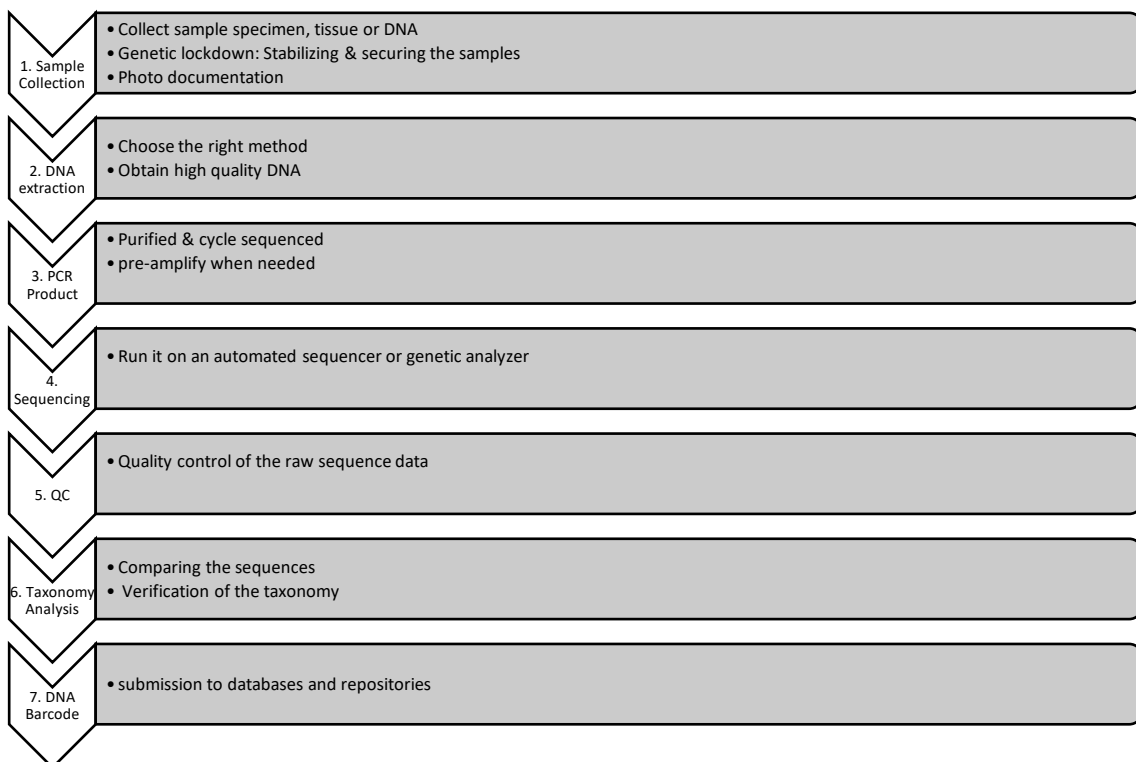 1. Sample
Collection
• Collect sample specimen, tissue or DNA
• Genetic lockdown: Stabilizing & securing the samples
• Photo documentation
2. DNA
extraction
• Choose the right method
• Obtain high quality DNA
3. PCR
Product
• Purified & cycle sequenced
• pre-amplify when needed
4.
Sequencing
• Run it on an automated sequencer or genetic analyzer
5. QC
• Quality control of the raw sequence data
6. Taxonomy
Analysis
• Comparing the sequences
• Verification of the taxonomy
7. DNA
Barcode
• submission to databases and repositories